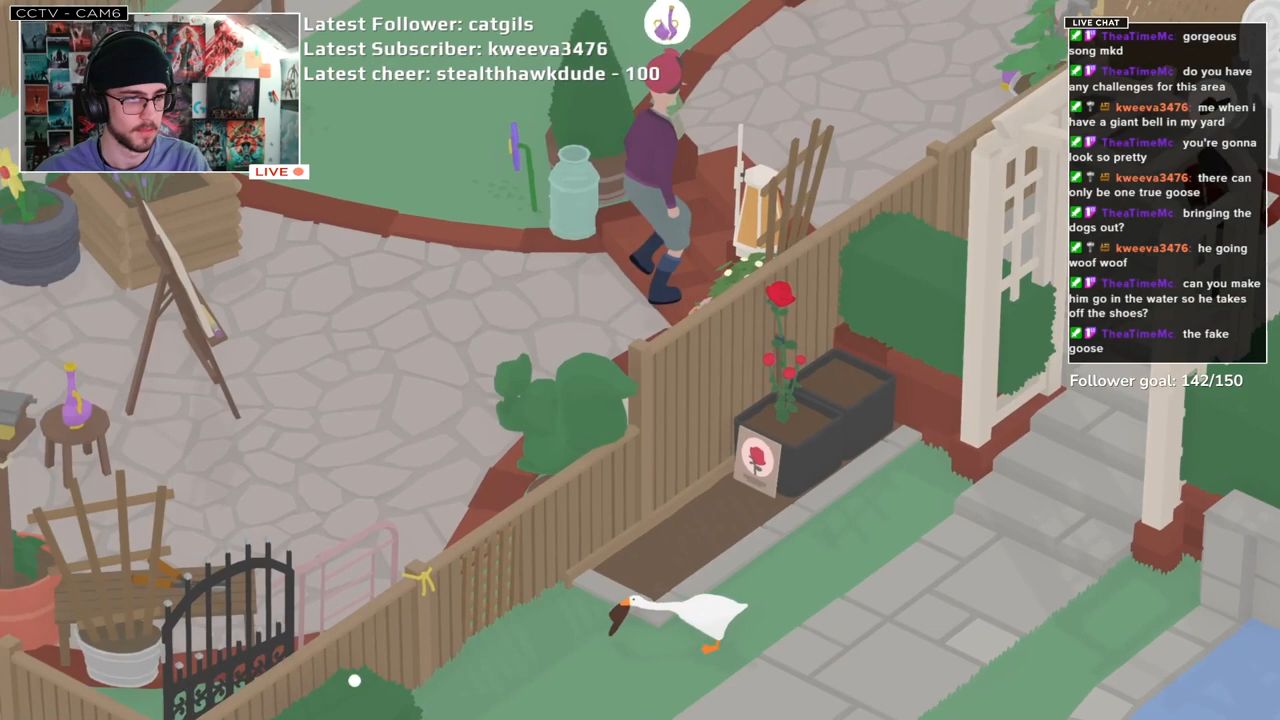 CCTV - CAM6
Latest Follower: catgils
Latest Subscriber: kweeva3476
Latest cheer: stealthhawkdude - 100
LIVE
LIVE CHAT
TheaTimeMc gorgeous
song mkd
TheaTimeMc do you have
any challenges for this area
kweeva3476: me when i
have a giant bell in my yard
TheaTimeMc you're gonna
look so pretty
kweeva3476: there can
only be one true goose
TheaTimeMc bringing the
dogs out?
kweeva3476: he going
woof woof
TheaTimeMc can you make
him go in the water so he takes
off the shoes?
TheaTimeMc the fake
goose
Follower goal: 142/150